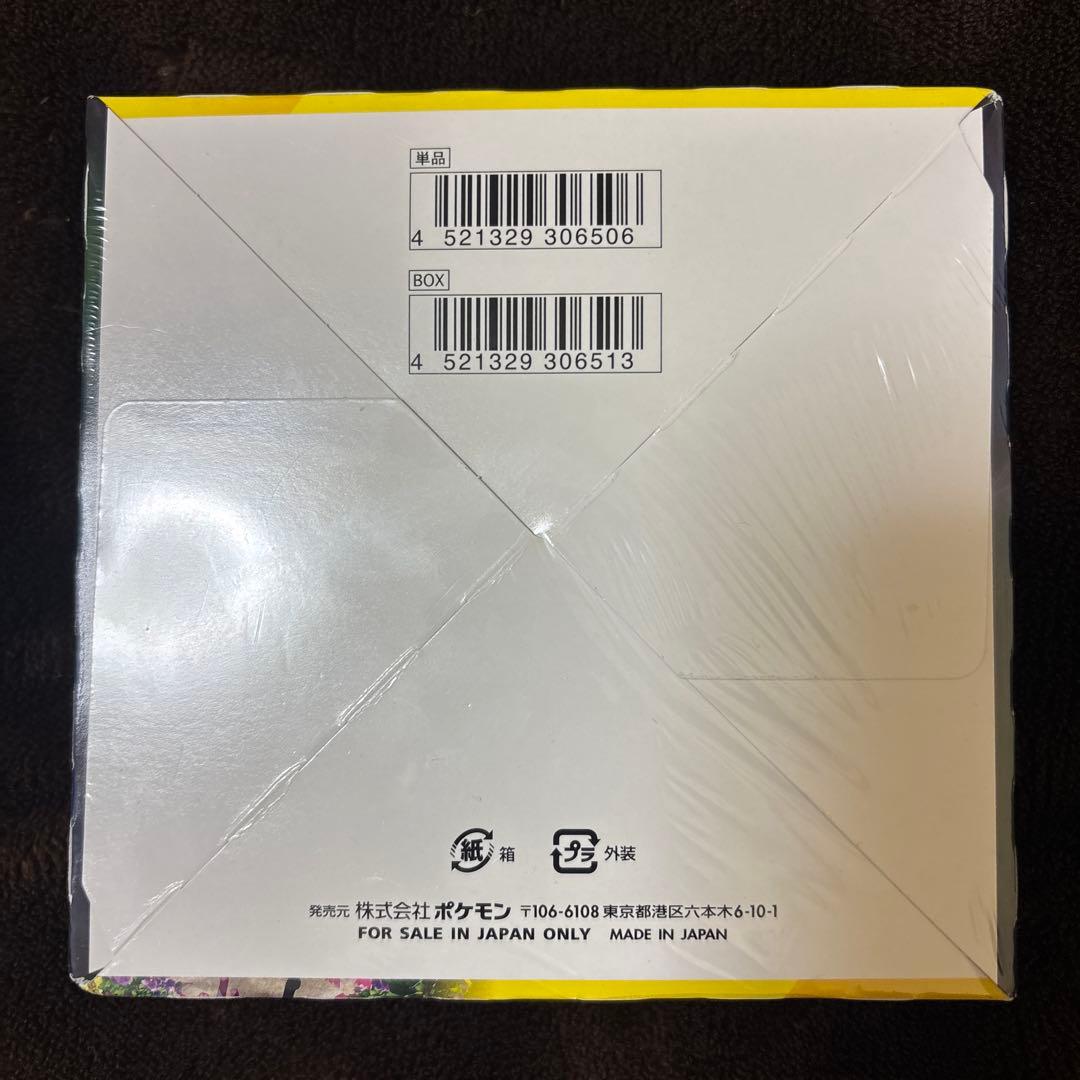 単品
4 521329 306506
BOX
4 521329 306513
紙 箱 プラ 外装
発売元 株式会社ポケモン 〒106-6108 東京都港区六本木6-10-1
FOR SALE IN JAPAN ONLY MADE IN JAPAN